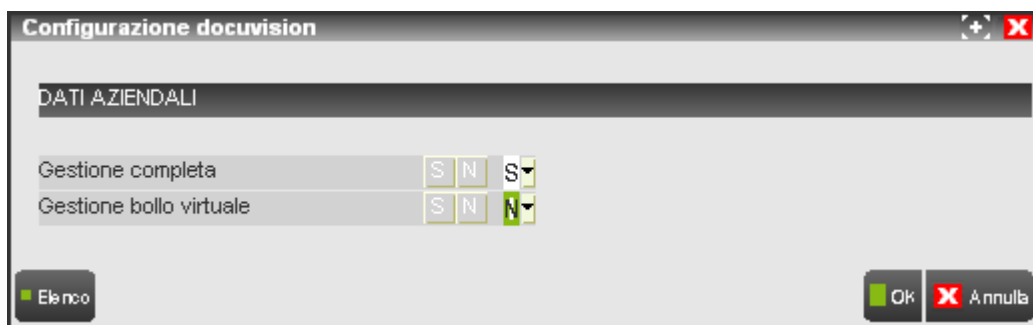 Configurazione docuvision
DATI AZIENDALI
Gestione completa S N S
Gestione bollo virtuale S N N
Elenco OK Annulla